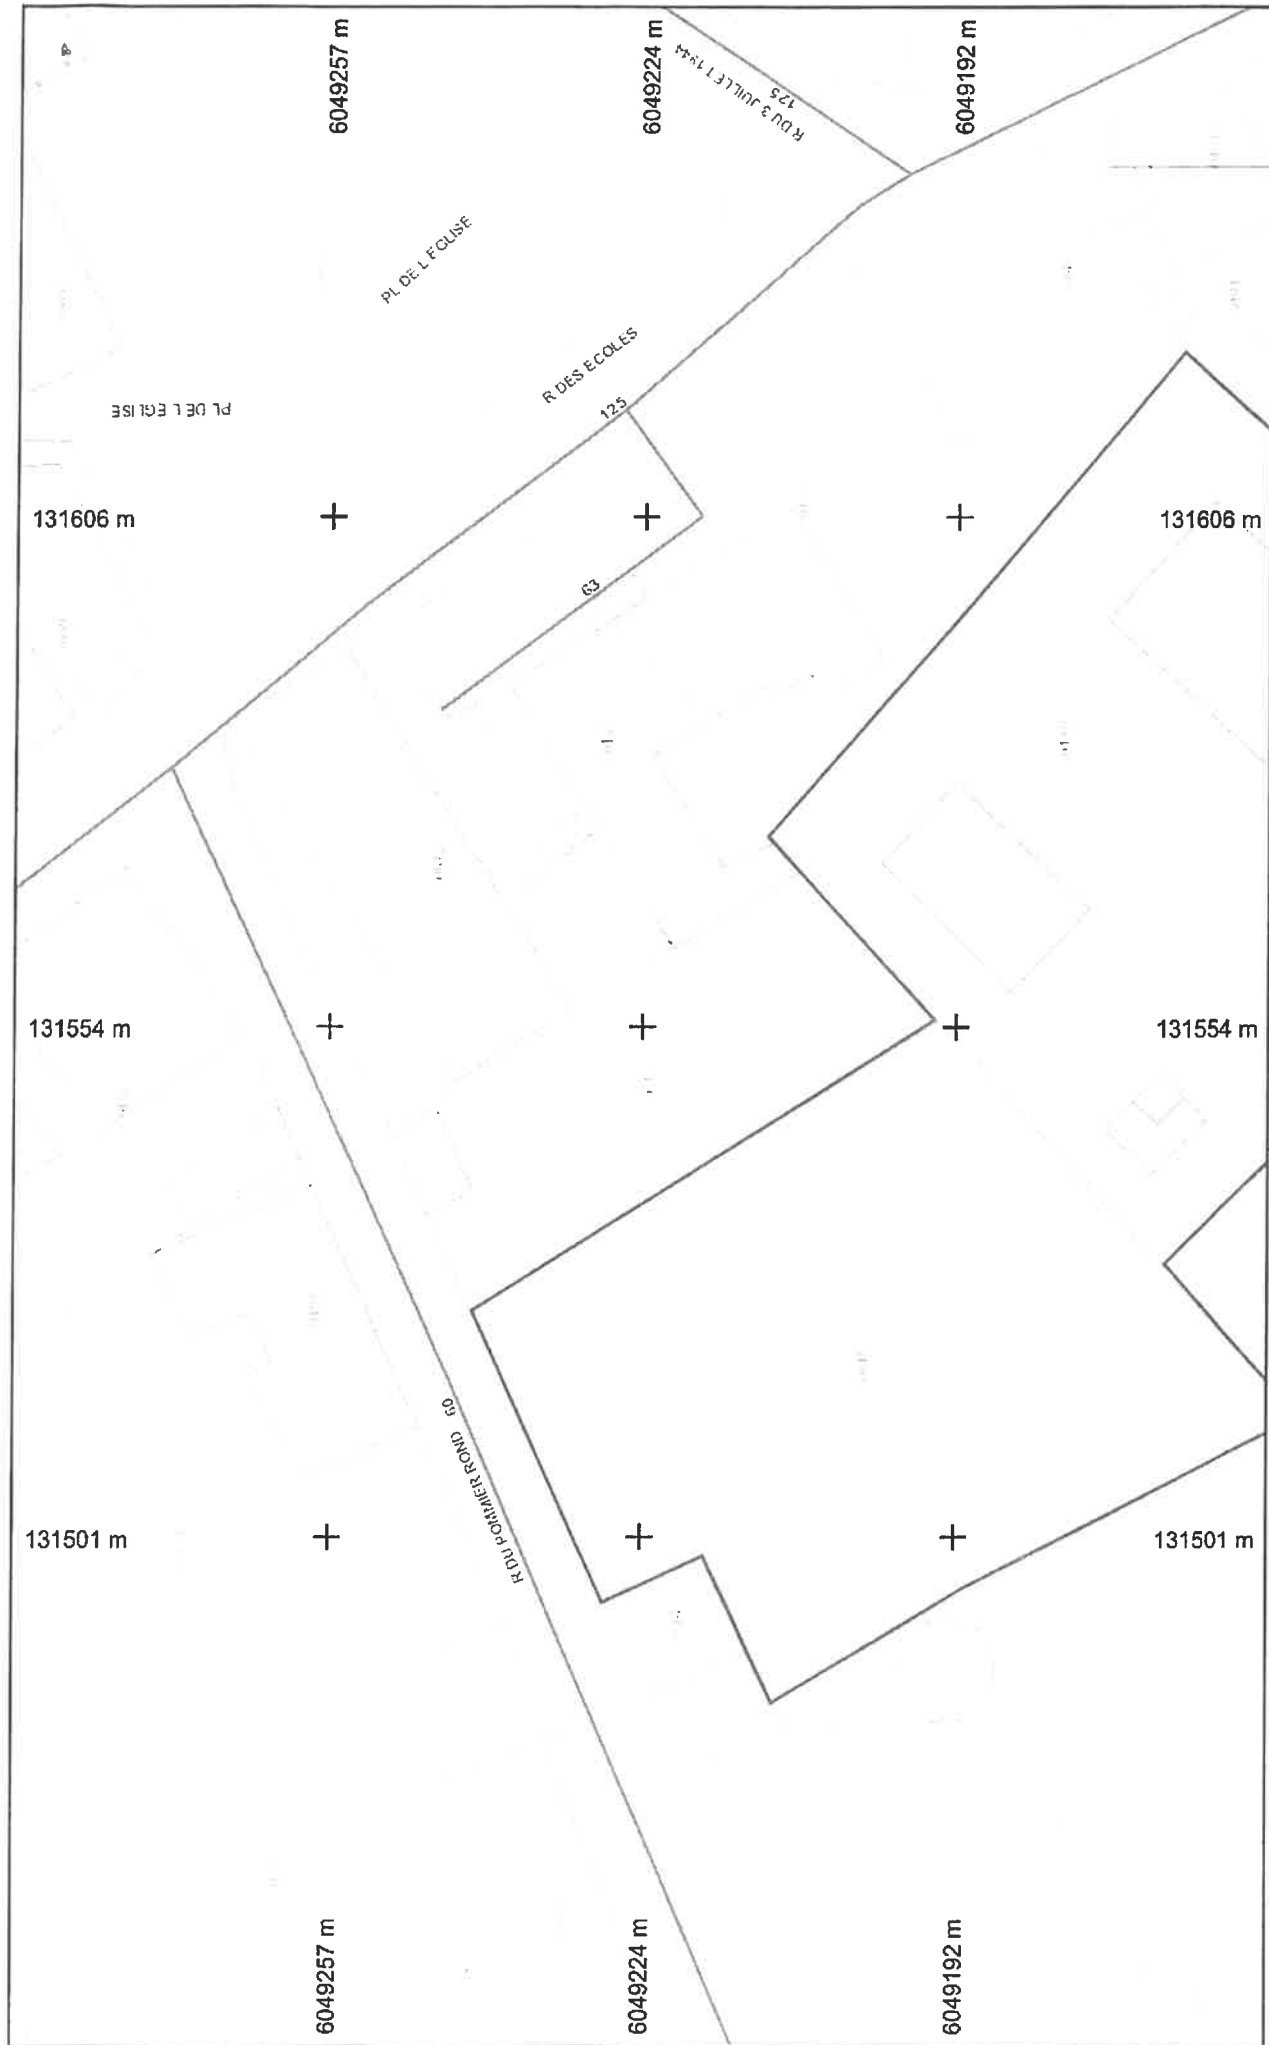 6049257 m
6049224 m
6049192 m
R DU 3 JUILLET 1944
125
PL DE L EGLISE
R DES ECOLES
125
PL DE L EGLISE
131606 m
131606 m
63
131554 m
131554 m
R DU POMMIER ROND 60
131501 m
131501 m
6049257 m
6049224 m
6049192 m